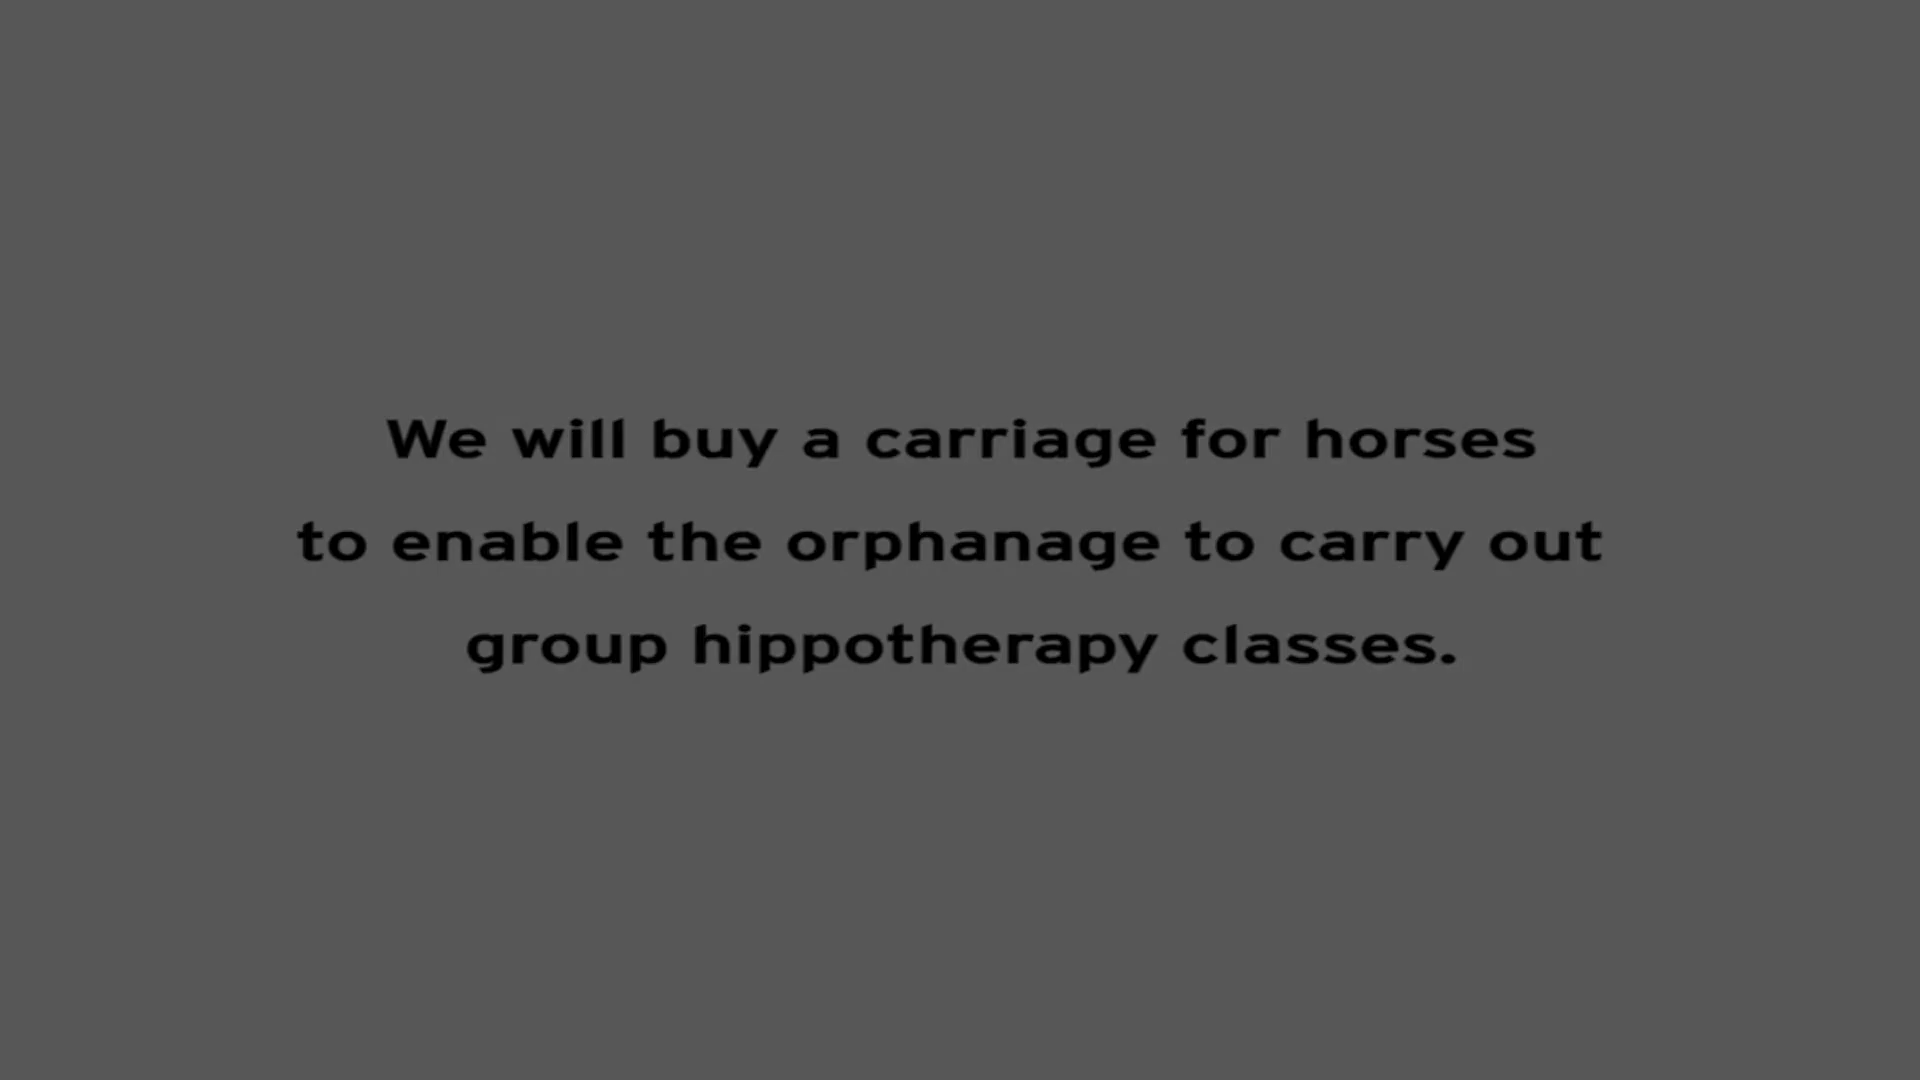 We will buy a carriage for horses
to enable the orphanage to carry out
group hippotherapy classes.